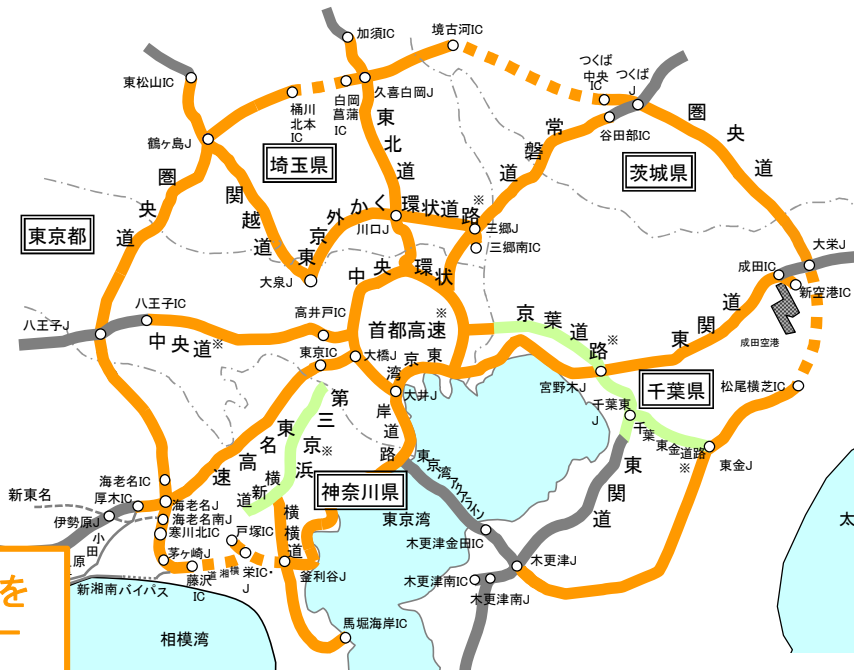 加須IC
境古河IC
東松山IC
久喜白岡J
つくば
中央
IC
つくば
J
桶川
北本
IC
白岡
菖蒲
IC
東北道
谷田部IC
圏央道
鶴ヶ島J
埼玉県
常磐道
茨城県
圏央道
関越道
東京外かく環状道路※
川口J
三郷J
三郷南IC
東京都
大泉J
中央環状
大栄J
成田IC
新空港IC
成田空港
八王子J
八王子IC
高井戸IC
首都高速※
京葉道路※
東関道
中央道※
東京IC
大橋J
東京湾岸道路
大井J
宮野木J
千葉県
松尾横芝IC
第三京浜※
千葉東
J
千葉東金道路
※
東金J
東名高速
横新道
神奈川県
東京湾アクアライン
東関道
海老名IC
厚木IC
新東名
海老名J
伊勢原J
海老名南J
寒川北IC
戸塚IC
横横道
東京湾
木更津金田IC
小田原
茅ヶ崎J
藤沢
IC
横湘道
栄IC・
J
釜利谷J
木更津J
木更津南IC
木更津南J
新湘南バイパス
馬堀海岸IC
相模湾
太
を
ー